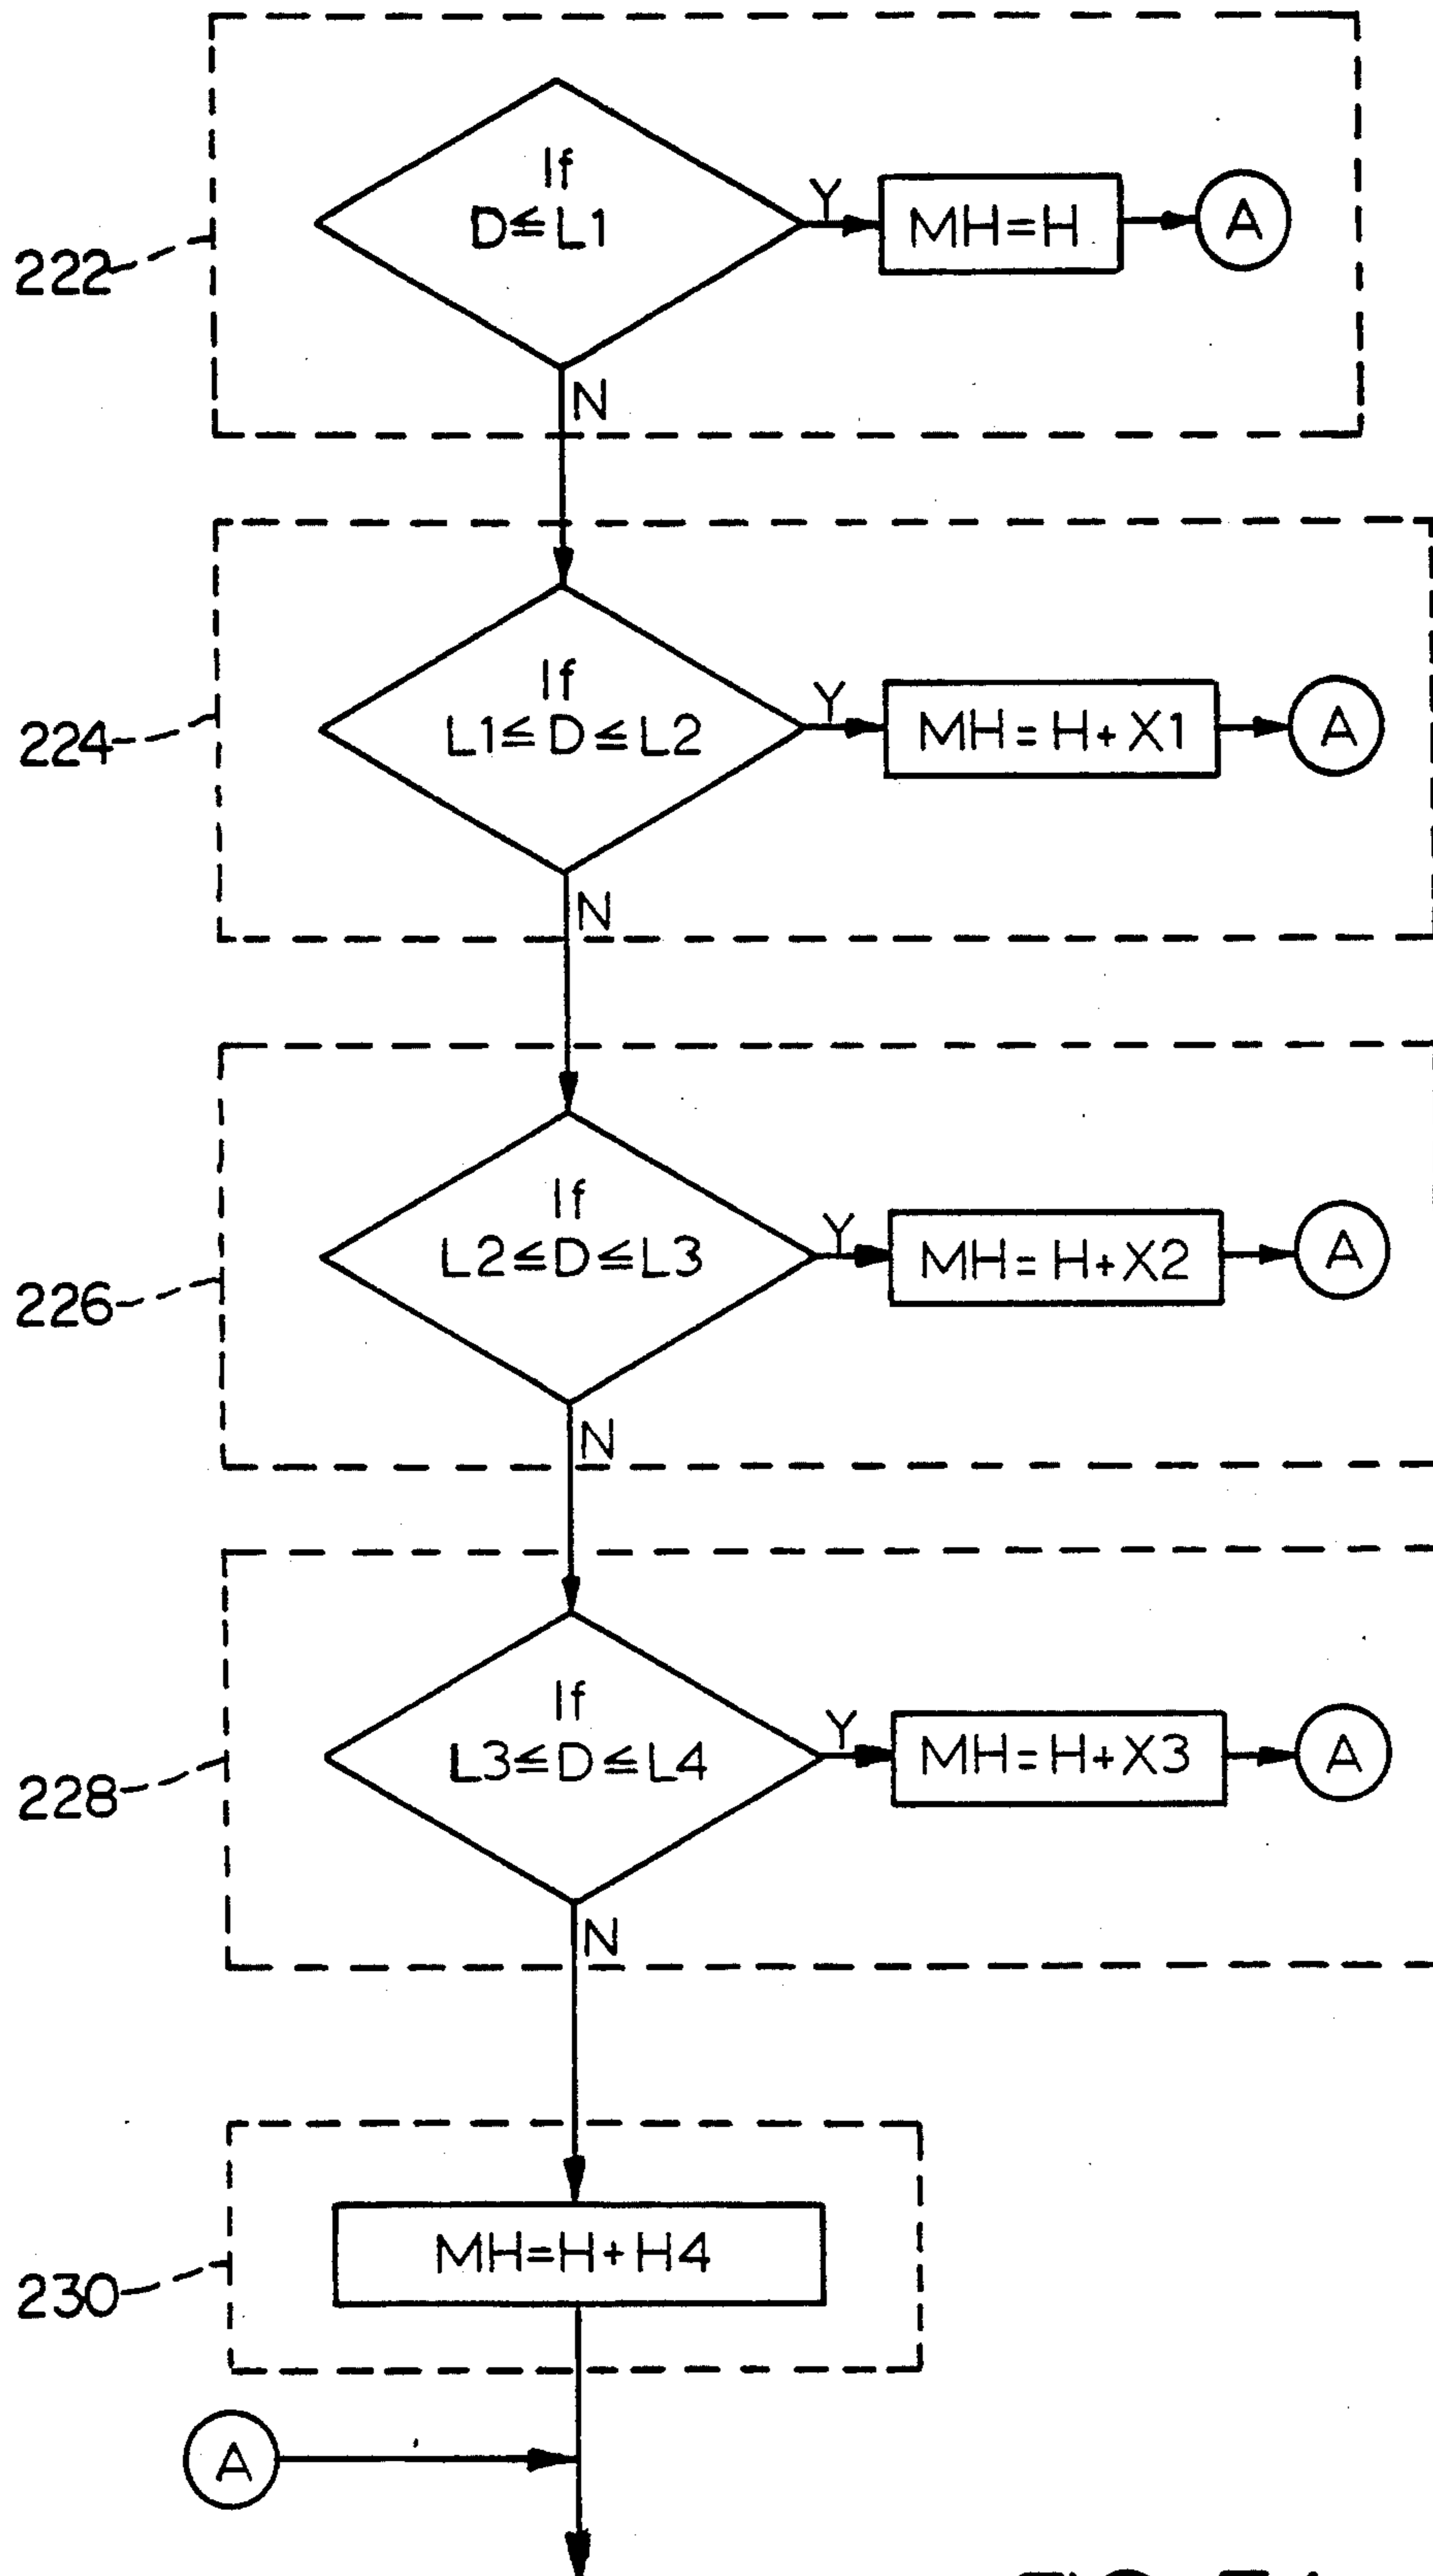 If
D≦L1
Y
MH=H
A
222
N
If
L1≦D≦L2
Y
MH=H+X1
A
224
N
If
L2≦D≦L3
Y
MH=H+X2
A
226
N
If
L3≦D≦L4
Y
MH=H+X3
A
228
N
MH=H+H4
230
A